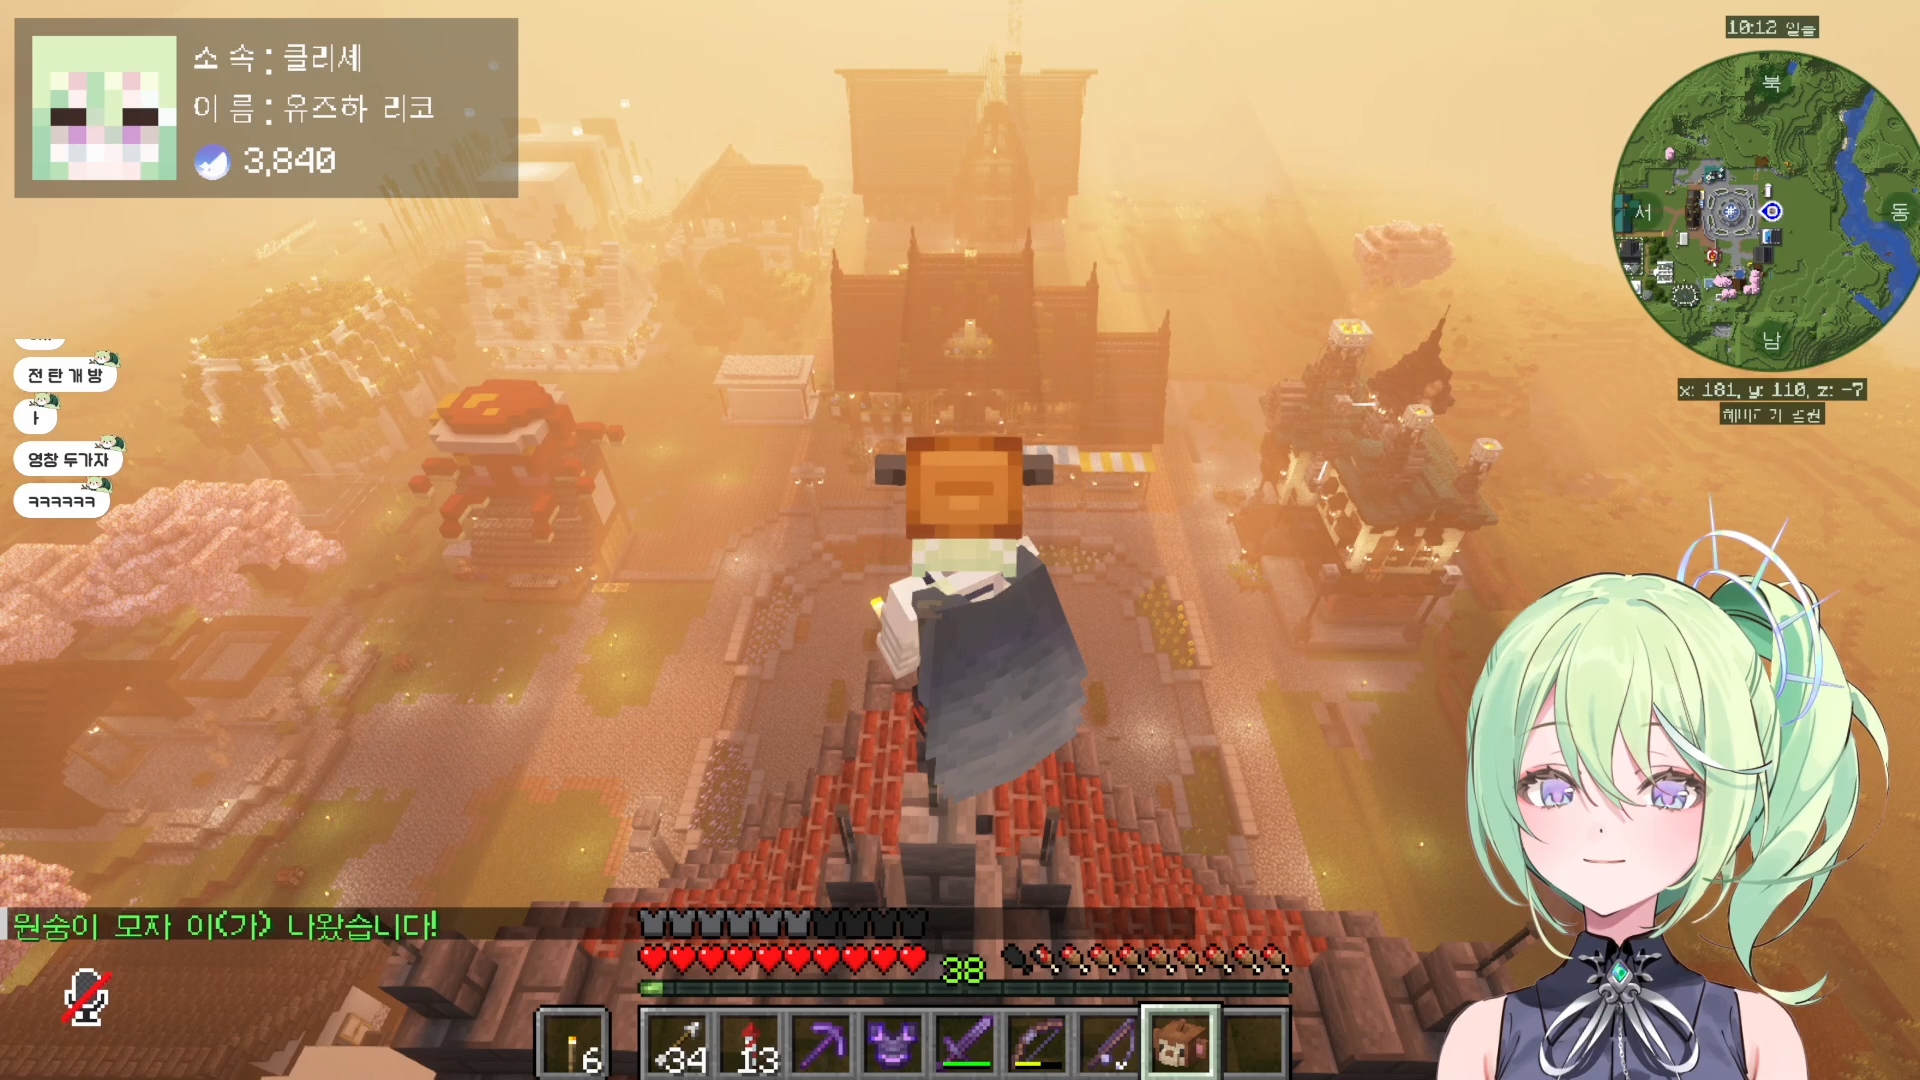 소 속 : 클리셰
이 름 : 유즈하 리코
3,840
10:12
북
서
동
남
x: 181, y: 110, z: -7
전 탄 개 방
ㅏ
영창 두가자
ㅋㅋㅋㅋㅋㅋ
원숭이 모자 이(가) 나왔습니다!
38
6
34
13